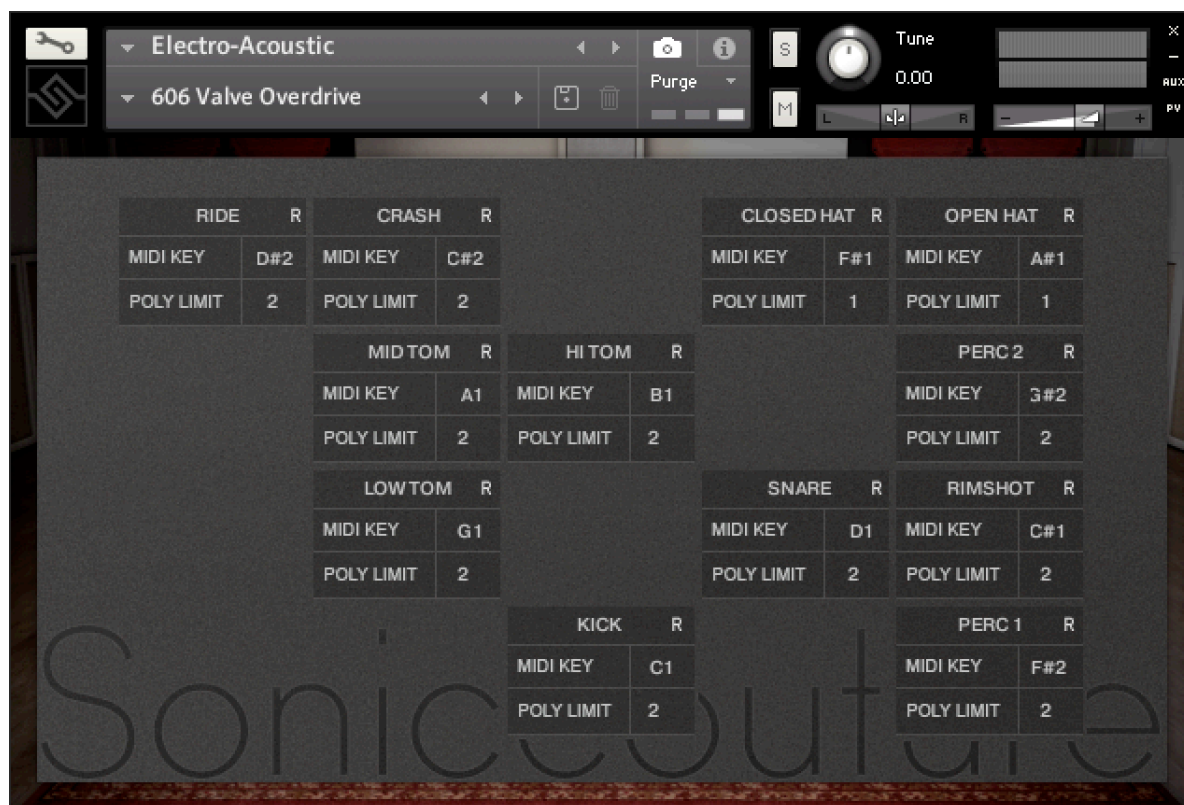 Electro-Acoustic
606 Valve Overdrive
Purge
S
M
Tune
0.00
L R
- +
×
–
AUX
PV
RIDE R CRASH R CLOSED HAT R OPEN HAT R
MIDI KEY D#2 MIDI KEY C#2 MIDI KEY F#1 MIDI KEY A#1
POLY LIMIT 2 POLY LIMIT 2 POLY LIMIT 1 POLY LIMIT 1
MID TOM R HI TOM R PERC 2 R
MIDI KEY A1 MIDI KEY B1 MIDI KEY G#2
POLY LIMIT 2 POLY LIMIT 2 POLY LIMIT 2
LOW TOM R SNARE R RIMSHOT R
MIDI KEY G1 MIDI KEY D1 MIDI KEY C#1
POLY LIMIT 2 POLY LIMIT 2 POLY LIMIT 2
KICK R PERC 1 R
MIDI KEY C1 MIDI KEY F#2
POLY LIMIT 2 POLY LIMIT 2
Soniccouture